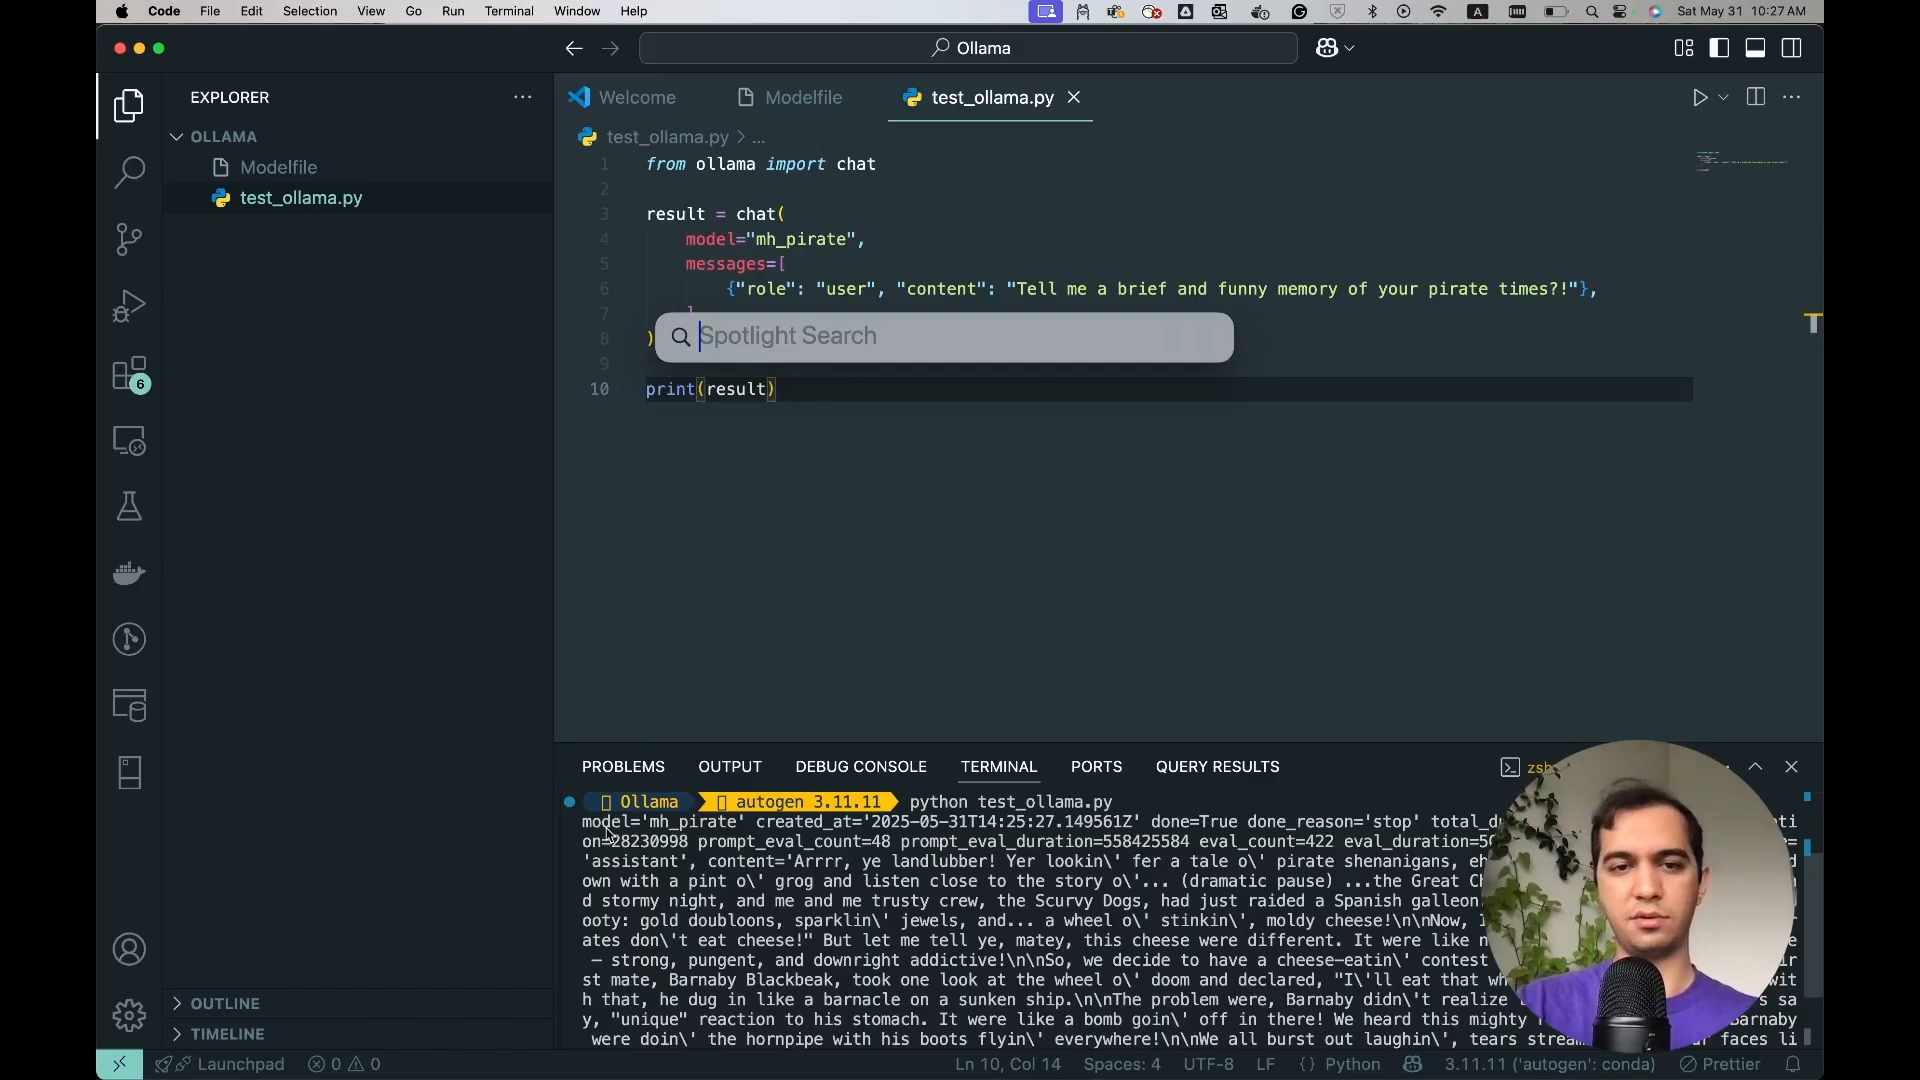 Code File Edit Selection View Go Run Terminal Window Help
A
Sat May 31 10:27 AM
Ollama
EXPLORER
Welcome
Modelfile
test_ollama.py
OLLAMA
Modelfile
test_ollama.py
6
test_ollama.py > ...
1 from ollama import chat
2
3 result = chat(
4 model="mh_pirate",
5 messages=[
6 {"role": "user", "content": "Tell me a brief and funny memory of your pirate times?!"},
7 ]
8 )
9
10 print(result)
Spotlight Search
PROBLEMS OUTPUT DEBUG CONSOLE TERMINAL PORTS QUERY RESULTS
zsh
Ollama autogen 3.11.11 python test_ollama.py
model='mh_pirate' created_at='2025-05-31T14:25:27.149561Z' done=True done_reason='stop' ti
on=28230998 prompt_eval_count=48 prompt_eval_duration=558425584 eval_count=422 =
'assistant', content='Arrrr, ye landlubber! Yer lookin\' fer a tale o\' pirate shenanigans, d
own with a pint o\' grog and listen close to the story o\'... (dramatic pause) ...the Great n
d stormy night, and me and me trusty crew, the Scurvy Dogs, had just raided a Spanish galleon
ooty: gold doubloons, sparklin\' jewels, and... a wheel o\' stinkin\', moldy cheese!\n\nNow,
ates don\'t eat cheese!" But let me tell ye, matey, this cheese were different. It were like e
– strong, pungent, and downright addictive!\n\nSo, we decide to have a cheese-eatin\' contest ir
st mate, Barnaby Blackbeak, took one look at the wheel o\' doom and declared, "I\'ll eat that wit
h that, he dug in like a barnacle on a sunken ship.\n\nThe problem were, Barnaby didn\'t realize s sa
y, "unique" reaction to his stomach. It were like a bomb goin\' off in there! We heard this mighty Barnaby
were doin\' the hornpipe with his boots flyin\' everywhere!\n\nWe all burst out laughin\', tears faces li
OUTLINE
TIMELINE
Launchpad 0 0 Ln 10, Col 14 Spaces: 4 UTF-8 LF {} Python 3.11.11 ('autogen': conda) Prettier